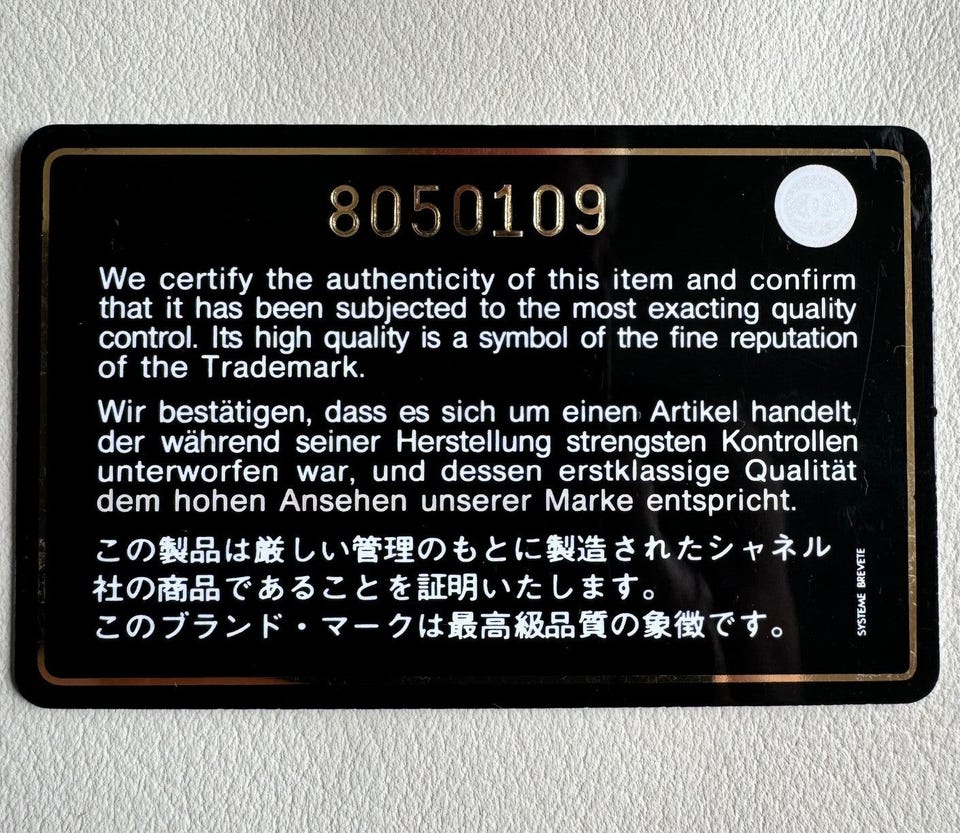 8050109
We certify the authenticity of this item and confirm
that it has been subjected to the most exacting quality
control. Its high quality is a symbol of the fine reputation
of the Trademark.
Wir bestätigen, dass es sich um einen Artikel handelt,
der während seiner Herstellung strengsten Kontrollen
unterworfen war, und dessen erstklassige Qualität
dem hohen Ansehen unserer Marke entspricht.
この製品は厳しい管理のもとに製造されたシャネル
社の商品であることを証明いたします。
このブランド・マークは最高級品質の象徴です。
SYSTEME BREVETE